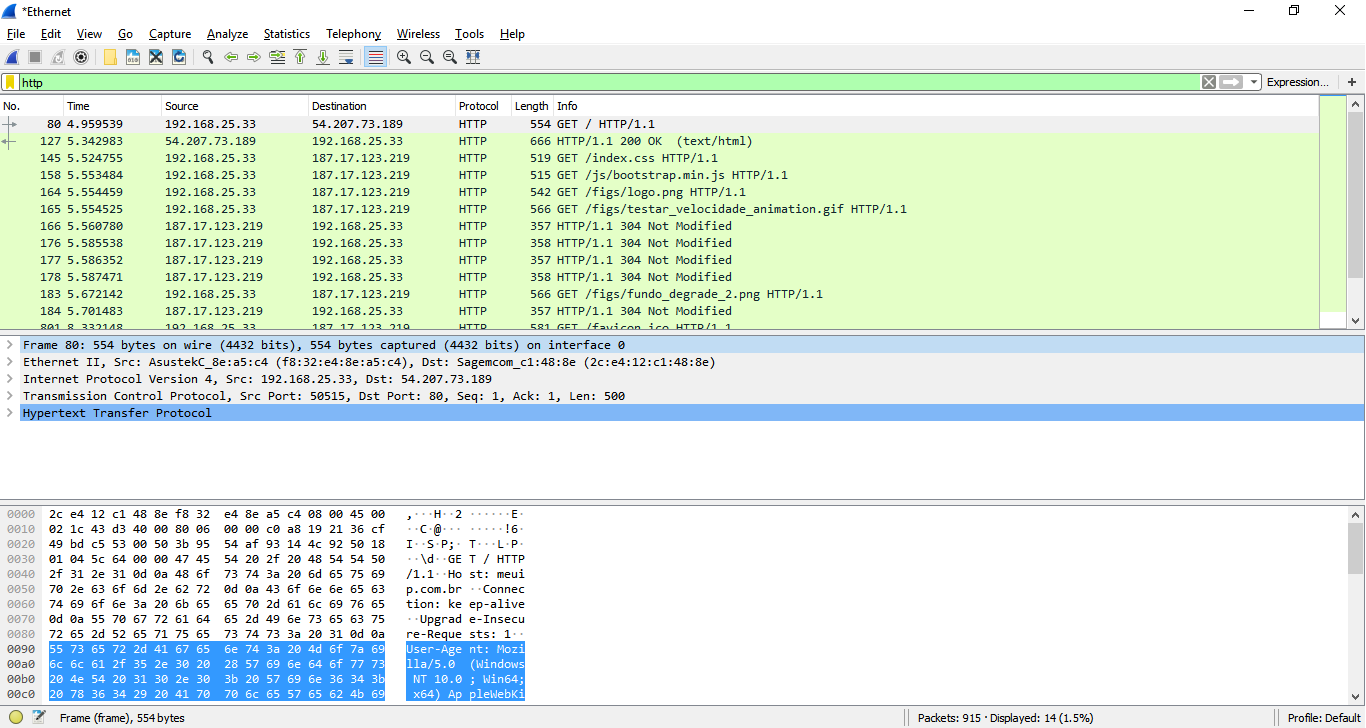 *Ethernet
File Edit View Go Capture Analyze Statistics Telephony Wireless Tools Help
http Expression... +
No. Time Source Destination Protocol Length Info
80 4.959539 192.168.25.33 54.207.73.189 HTTP 554 GET / HTTP/1.1
127 5.342983 54.207.73.189 192.168.25.33 HTTP 666 HTTP/1.1 200 OK (text/html)
145 5.524755 192.168.25.33 187.17.123.219 HTTP 519 GET /index.css HTTP/1.1
158 5.553484 192.168.25.33 187.17.123.219 HTTP 515 GET /js/bootstrap.min.js HTTP/1.1
164 5.554459 192.168.25.33 187.17.123.219 HTTP 542 GET /figs/logo.png HTTP/1.1
165 5.554525 192.168.25.33 187.17.123.219 HTTP 566 GET /figs/testar_velocidade_animation.gif HTTP/1.1
166 5.560780 187.17.123.219 192.168.25.33 HTTP 357 HTTP/1.1 304 Not Modified
176 5.585538 187.17.123.219 192.168.25.33 HTTP 358 HTTP/1.1 304 Not Modified
177 5.586352 187.17.123.219 192.168.25.33 HTTP 357 HTTP/1.1 304 Not Modified
178 5.587471 187.17.123.219 192.168.25.33 HTTP 358 HTTP/1.1 304 Not Modified
183 5.672142 192.168.25.33 187.17.123.219 HTTP 566 GET /figs/fundo_degrade_2.png HTTP/1.1
184 5.701483 187.17.123.219 192.168.25.33 HTTP 357 HTTP/1.1 304 Not Modified
801 8.332148 192.168.25.33 187.17.123.219 HTTP 581 GET /favicon.ico HTTP/1.1
Frame 80: 554 bytes on wire (4432 bits), 554 bytes captured (4432 bits) on interface 0
Ethernet II, Src: AsustekC_8e:a5:c4 (f8:32:e4:8e:a5:c4), Dst: Sagemcom_c1:48:8e (2c:e4:12:c1:48:8e)
Internet Protocol Version 4, Src: 192.168.25.33, Dst: 54.207.73.189
Transmission Control Protocol, Src Port: 50515, Dst Port: 80, Seq: 1, Ack: 1, Len: 500
Hypertext Transfer Protocol
0000 2c e4 12 c1 48 8e f8 32 e4 8e a5 c4 08 00 45 00 ,···H··2 ······E·
0010 02 1c 43 d3 40 00 80 06 00 00 c0 a8 19 21 36 cf ··C·@··· ·····!6·
0020 49 bd c5 53 00 50 3b 95 54 af 93 14 4c 92 50 18 I··S·P;· T···L·P·
0030 01 04 5c 64 00 00 47 45 54 20 2f 20 48 54 54 50 ··\d··GE T / HTTP
0040 2f 31 2e 31 0d 0a 48 6f 73 74 3a 20 6d 65 75 69 /1.1··Ho st: meui
0050 70 2e 63 6f 6d 2e 62 72 0d 0a 43 6f 6e 6e 65 63 p.com.br ··Connec
0060 74 69 6f 6e 3a 20 6b 65 65 70 2d 61 6c 69 76 65 tion: ke ep-alive
0070 0d 0a 55 70 67 72 61 64 65 2d 49 6e 73 65 63 75 ··Upgrad e-Insecu
0080 72 65 2d 52 65 71 75 65 73 74 73 3a 20 31 0d 0a re-Reque sts: 1··
0090 55 73 65 72 2d 41 67 65 6e 74 3a 20 4d 6f 7a 69 User-Age nt: Mozi
00a0 6c 6c 61 2f 35 2e 30 20 28 57 69 6e 64 6f 77 73 lla/5.0 (Windows
00b0 20 4e 54 20 31 30 2e 30 3b 20 57 69 6e 36 34 3b NT 10.0 ; Win64;
00c0 20 78 36 34 29 20 41 70 70 6c 65 57 65 62 4b 69 x64) Ap pleWebKi
Frame (frame), 554 bytes Packets: 915 · Displayed: 14 (1.5%) Profile: Default